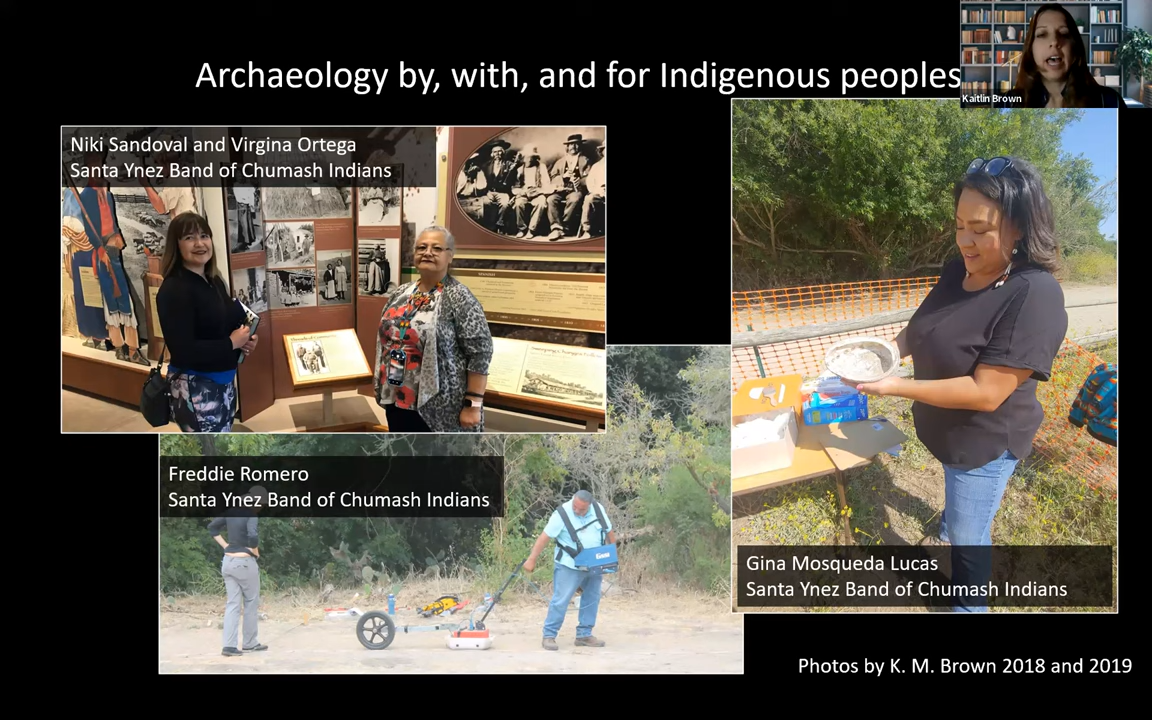 Archaeology by, with, and for Indigenous peoples
Kaitlin Brown
Niki Sandoval and Virgina Ortega
Santa Ynez Band of Chumash Indians
Freddie Romero
Santa Ynez Band of Chumash Indians
Gina Mosqueda Lucas
Santa Ynez Band of Chumash Indians
Photos by K. M. Brown 2018 and 2019